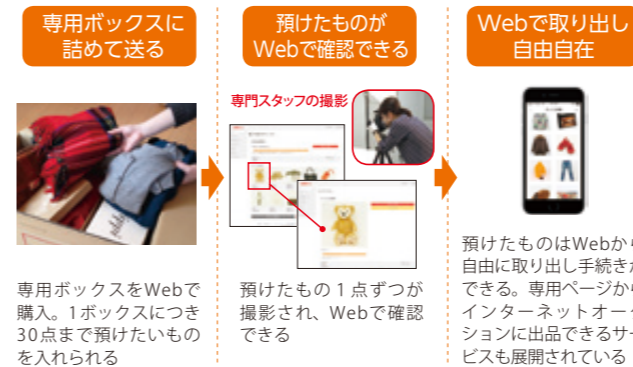 専用ボックスに
詰めて送る
預けたものが
Webで確認できる
Webで取り出し
自由自在
専門スタッフの撮影
専用ボックスをWebで
購入。1ボックスにつき
30点まで預けたいもの
を入れられる
預けたもの1点ずつが
撮影され、Webで確認
できる
預けたものはWebから
自由に取り出し手続きが
できる。専用ページから
インターネットオーク
ションに出品できるサー
ビスも展開されている